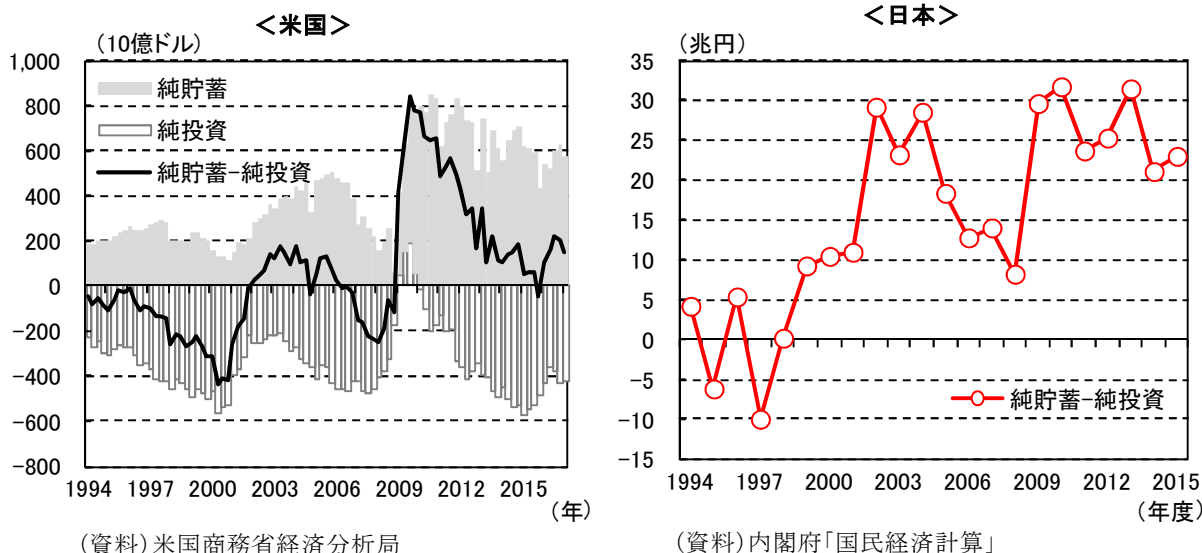 ＜米国＞
（10億ドル）
1,000
800
600
400
200
0
−200
−400
−600
−800
純貯蓄
純投資
純貯蓄−純投資
1994 1997 2000 2003 2006 2009 2012 2015
（年）
（資料）米国商務省経済分析局
＜日本＞
（兆円）
35
30
25
20
15
10
5
0
−5
−10
−15
純貯蓄−純投資
1994 1997 2000 2003 2006 2009 2012 2015
（年度）
（資料）内閣府「国民経済計算」